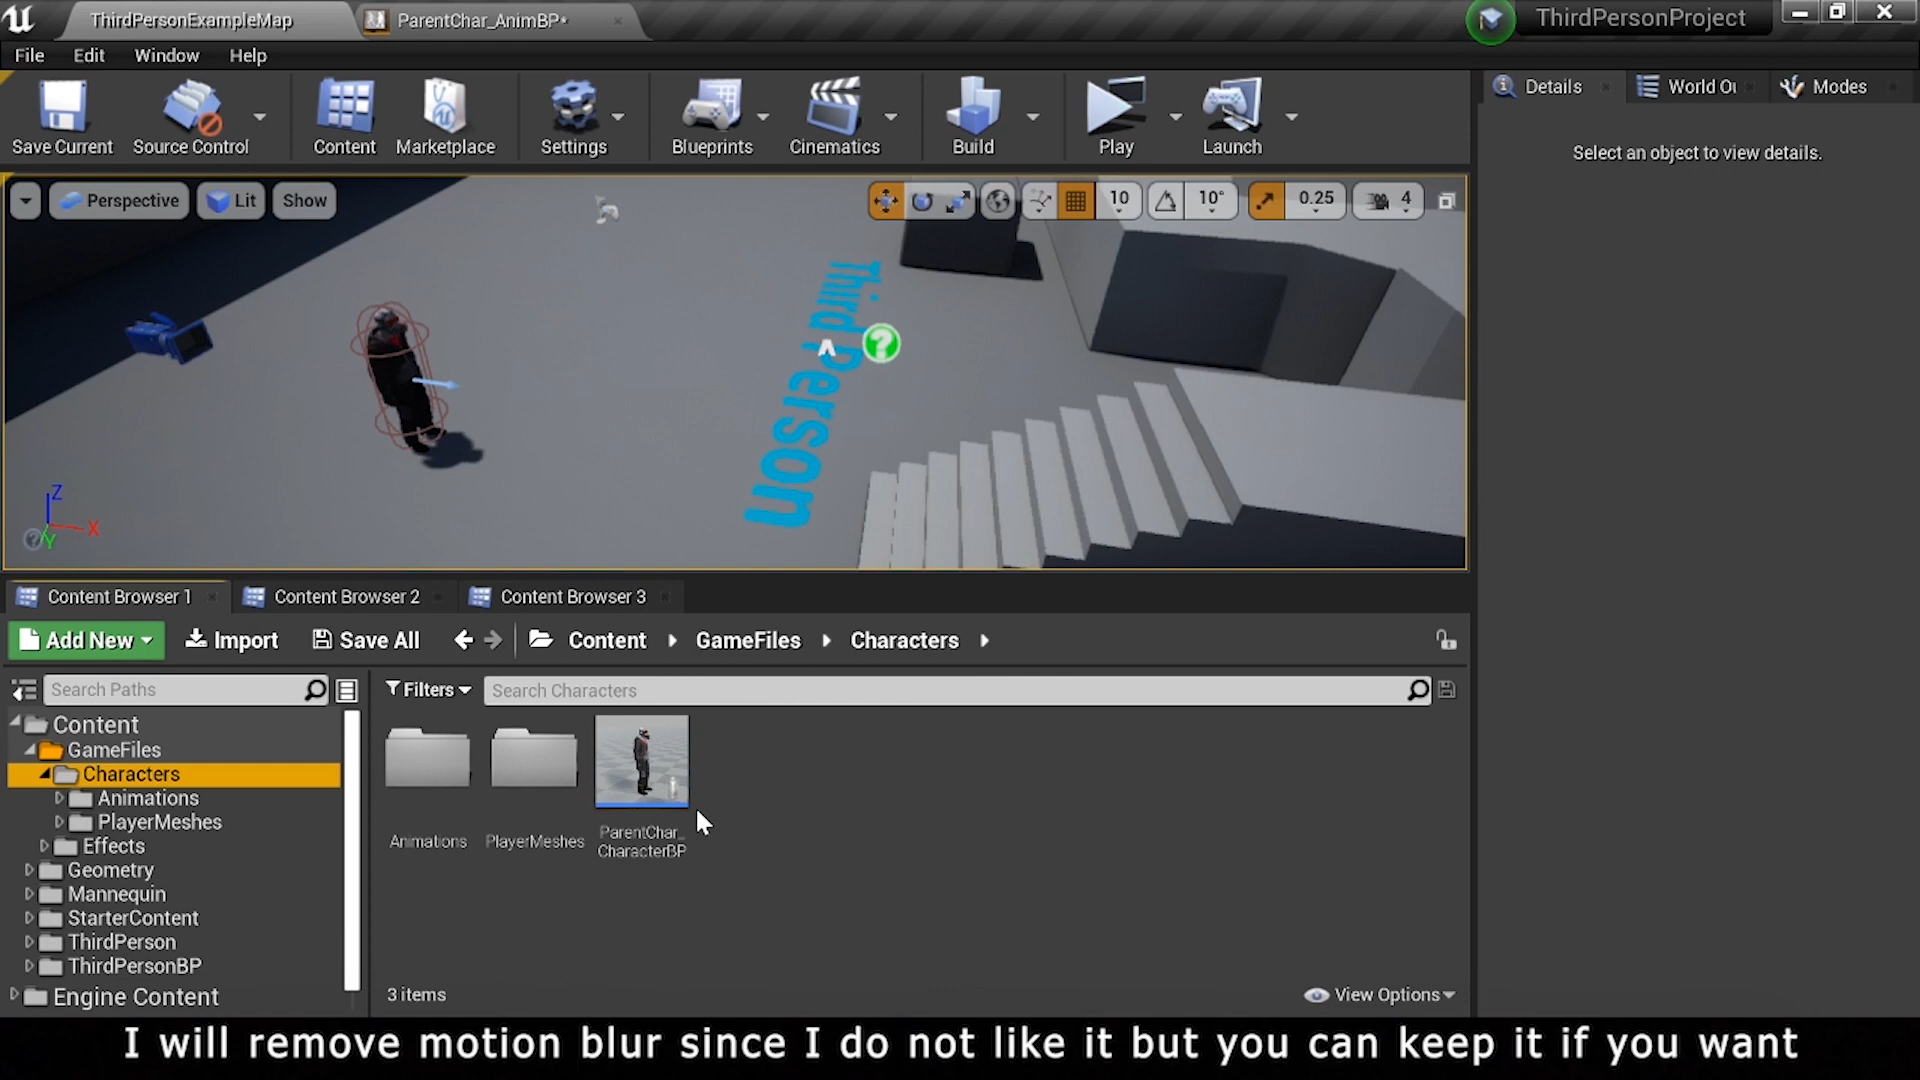 ThirdPersonExampleMap
ParentChar_AnimBP*
ThirdPersonProject
File Edit Window Help
Save Current
Source Control
Content
Marketplace
Settings
Blueprints
Cinematics
Build
Play
Launch
Details
World Ou
Modes
Select an object to view details.
Perspective
Lit
Show
10
10°
0.25
4
Third Person
?
Z
X
Y
?
Content Browser 1
Content Browser 2
Content Browser 3
Add New
Import
Save All
Content
GameFiles
Characters
Search Paths
Filters
Search Characters
Content
GameFiles
Characters
Animations
PlayerMeshes
Effects
Geometry
Mannequin
StarterContent
ThirdPerson
ThirdPersonBP
Engine Content
Animations
PlayerMeshes
ParentChar_
CharacterBP
3 items
View Options
I will remove motion blur since I do not like it but you can keep it if you want